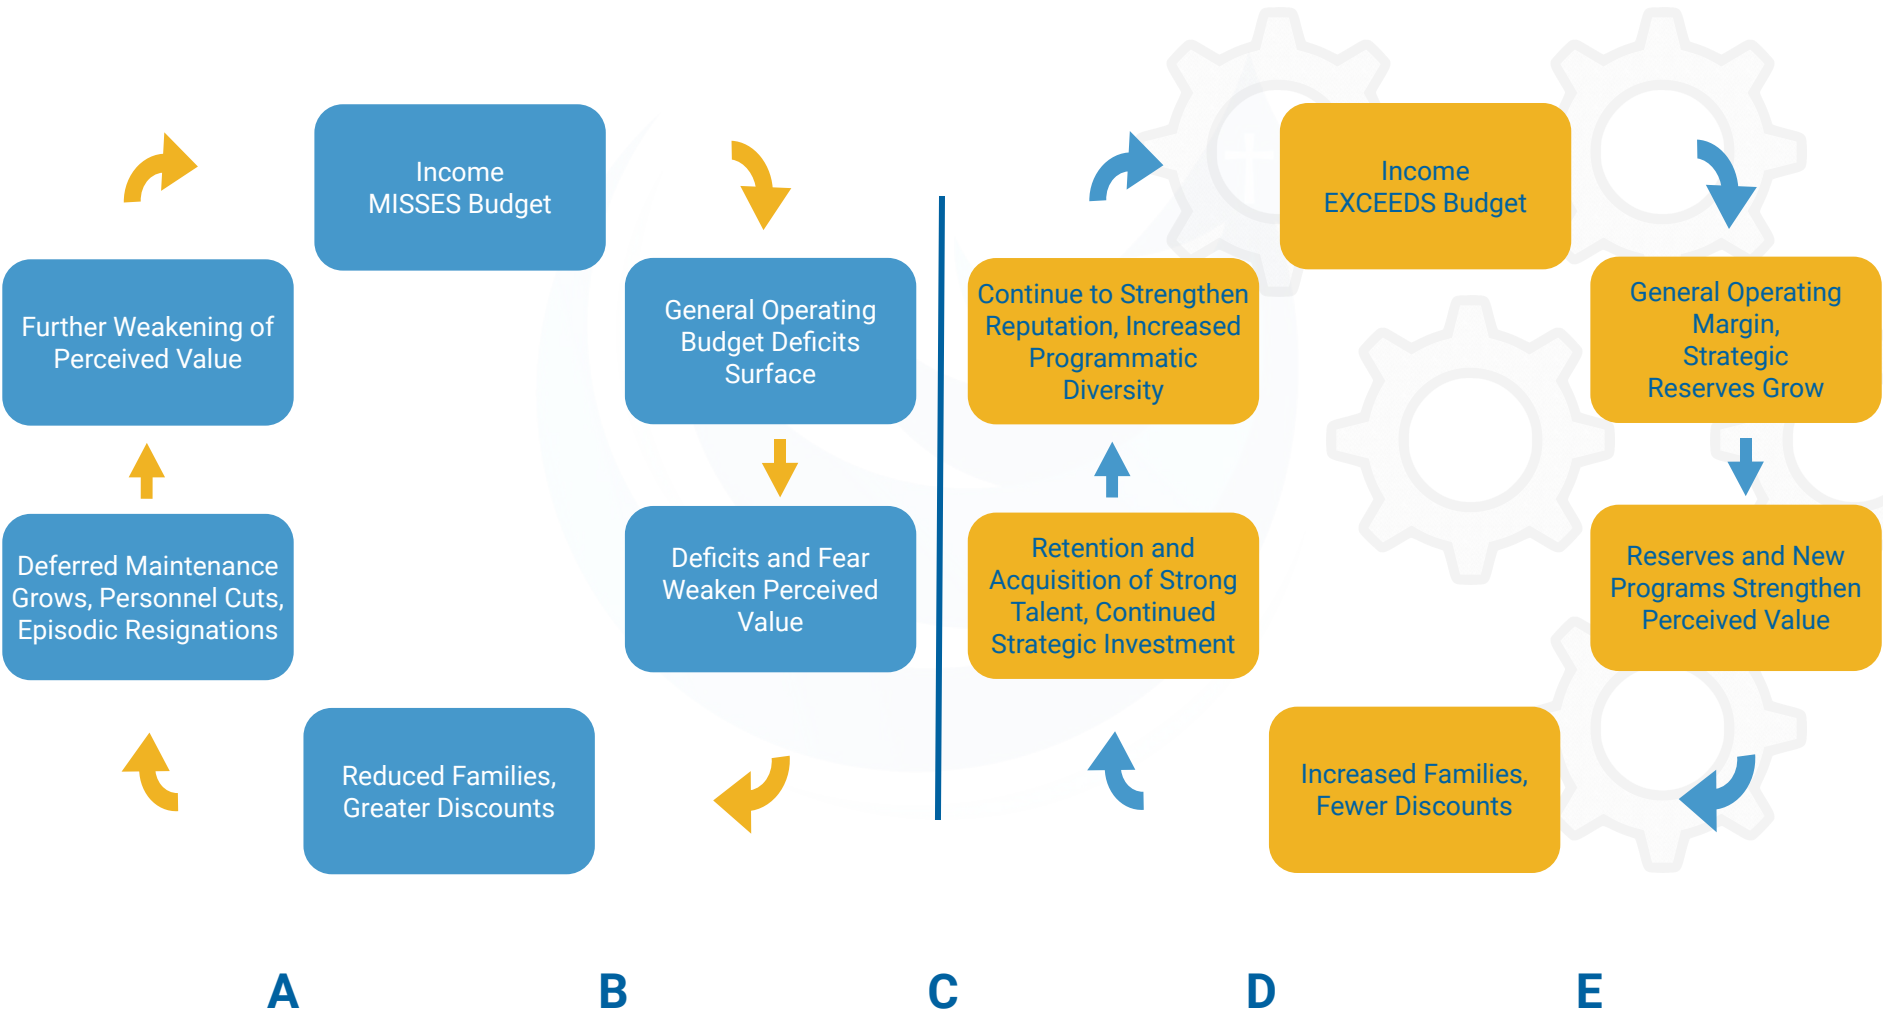 Income
MISSES Budget
General Operating
Budget Deficits
Surface
Deficits and Fear
Weaken Perceived
Value
Reduced Families,
Greater Discounts
Deferred Maintenance
Grows, Personnel Cuts,
Episodic Resignations
Further Weakening of
Perceived Value
Income
EXCEEDS Budget
General Operating
Margin,
Strategic
Reserves Grow
Reserves and New
Programs Strengthen
Perceived Value
Increased Families,
Fewer Discounts
Retention and
Acquisition of Strong
Talent, Continued
Strategic Investment
Continue to Strengthen
Reputation, Increased
Programmatic
Diversity
A B C D E